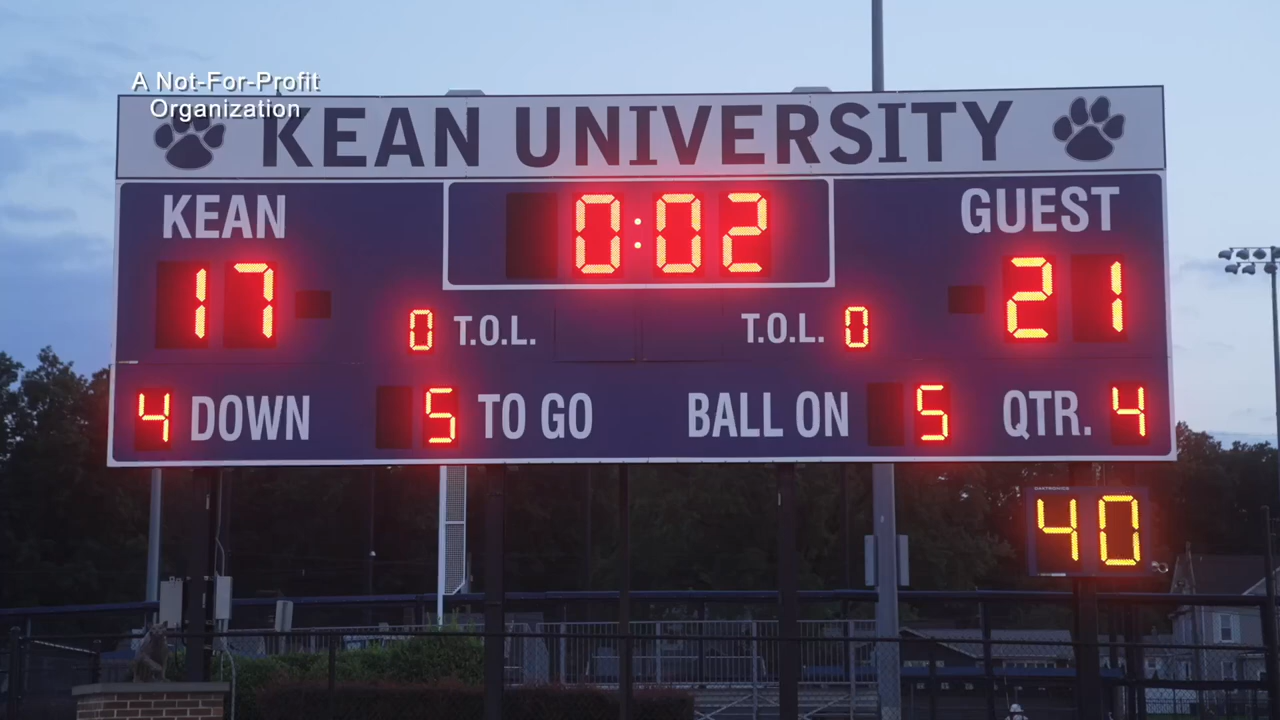 A Not-For-Profit
Organization
KEAN UNIVERSITY
KEAN 0:02 GUEST
17 0 T.O.L. T.O.L. 0 21
4 DOWN 5 TO GO BALL ON 5 QTR. 4
40